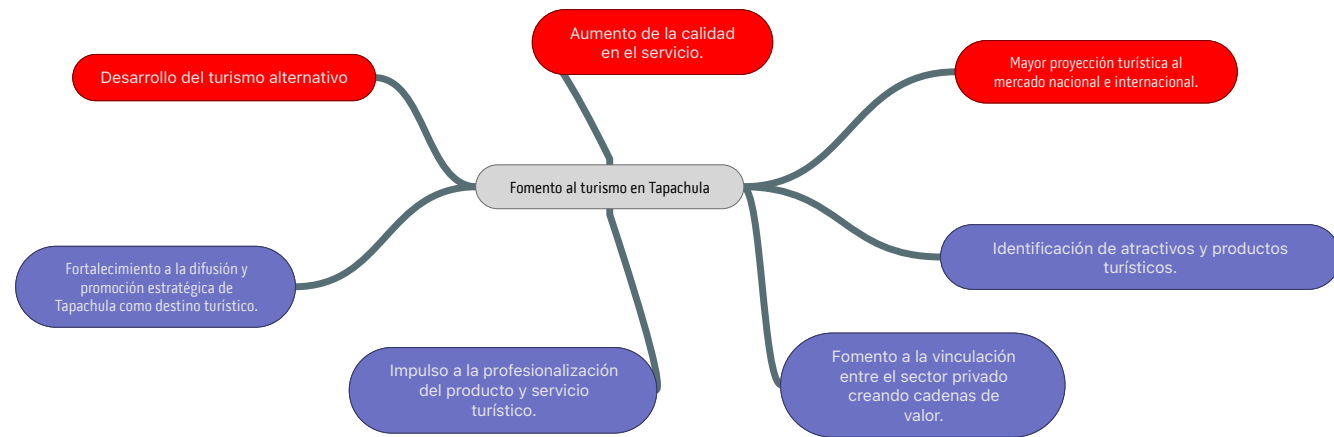 Aumento de la calidad
en el servicio.
Desarrollo del turismo alternativo
Mayor proyección turística al
mercado nacional e internacional.
Fomento al turismo en Tapachula
Fortalecimiento a la difusión y
promoción estratégica de
Tapachula como destino turístico.
Identificación de atractivos y productos
turísticos.
Impulso a la profesionalización
del producto y servicio
turístico.
Fomento a la vinculación
entre el sector privado
creando cadenas de
valor.